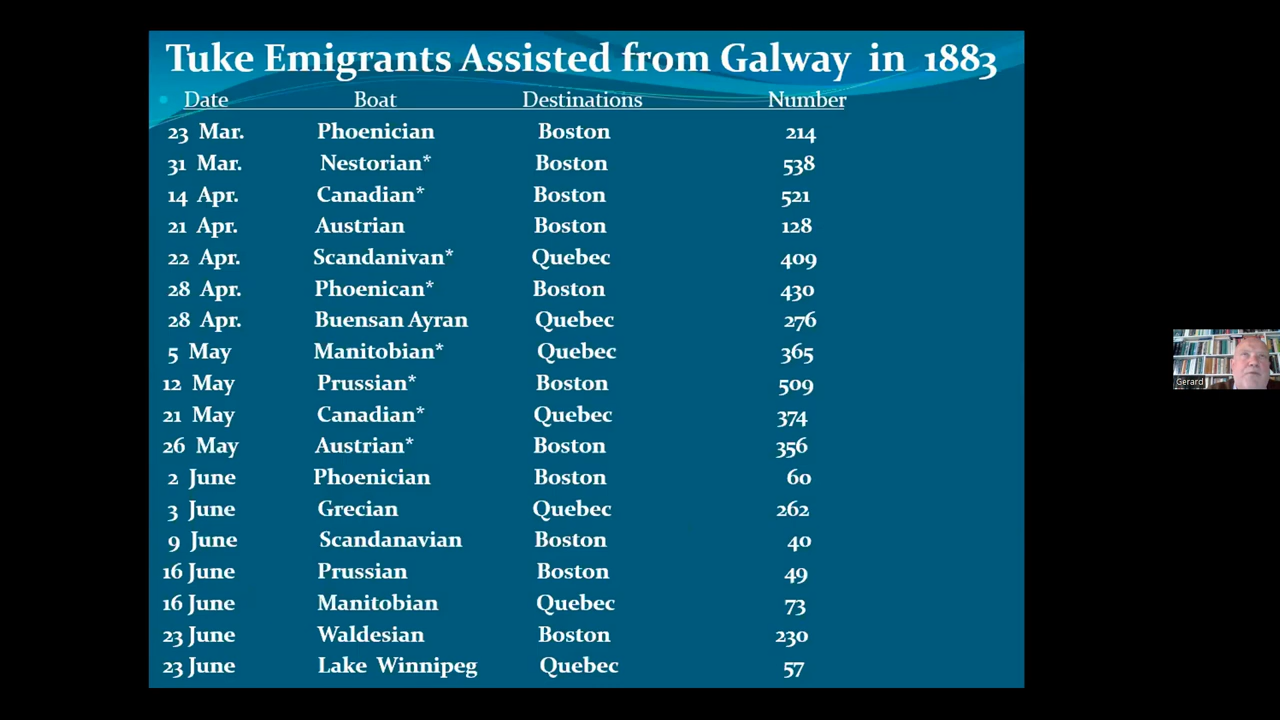 Tuke Emigrants Assisted from Galway in 1883
Date Boat Destinations Number
23 Mar. Phoenician Boston 214
31 Mar. Nestorian* Boston 538
14 Apr. Canadian* Boston 521
21 Apr. Austrian Boston 128
22 Apr. Scandanivan* Quebec 409
28 Apr. Phoenican* Boston 430
28 Apr. Buensan Ayran Quebec 276
5 May Manitobian* Quebec 365
12 May Prussian* Boston 509
21 May Canadian* Quebec 374
26 May Austrian* Boston 356
2 June Phoenician Boston 60
3 June Grecian Quebec 262
9 June Scandanavian Boston 40
16 June Prussian Boston 49
16 June Manitobian Quebec 73
23 June Waldesian Boston 230
23 June Lake Winnipeg Quebec 57
Gerard